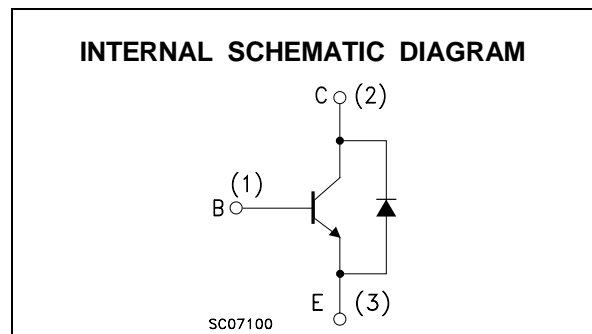 INTERNAL SCHEMATIC DIAGRAM
C (2)
(1)
B
E (3)
SC07100